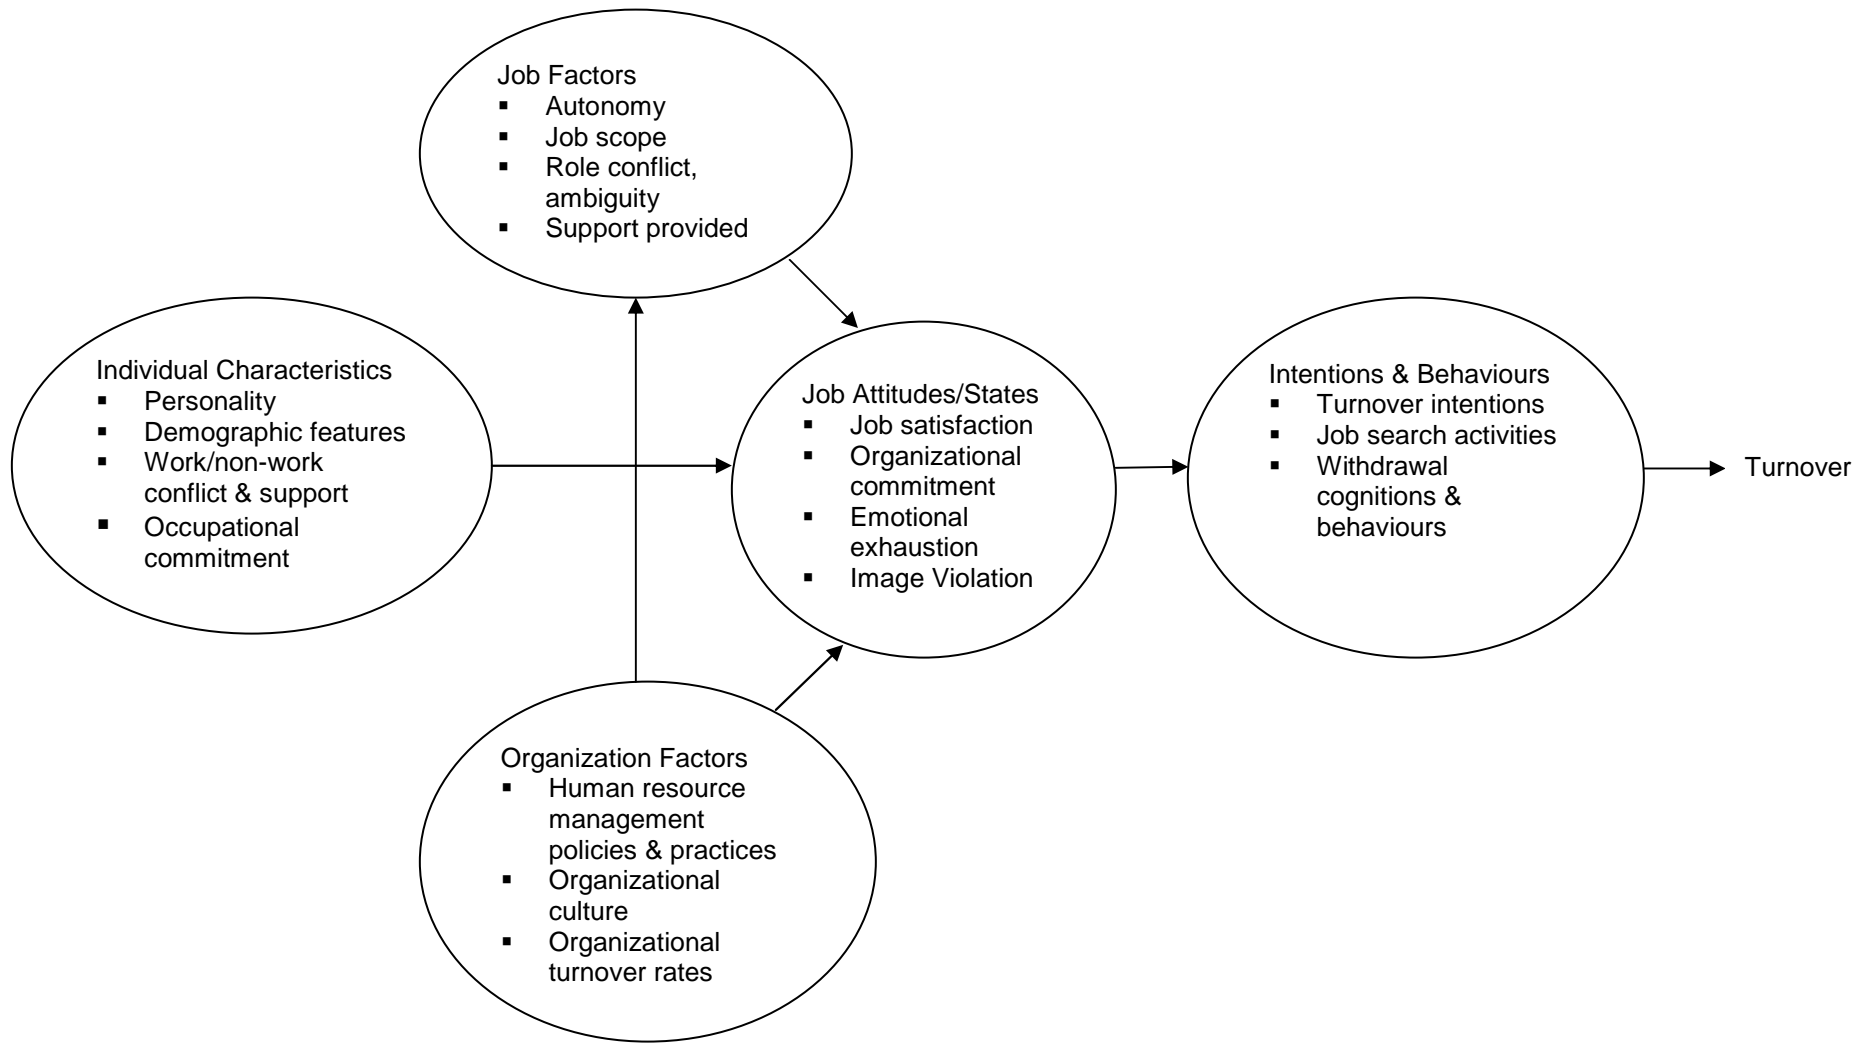 Job Factors
▪ Autonomy
▪ Job scope
▪ Role conflict,
ambiguity
▪ Support provided
Individual Characteristics
▪ Personality
▪ Demographic features
▪ Work/non-work
conflict & support
▪ Occupational
commitment
Job Attitudes/States
▪ Job satisfaction
▪ Organizational
commitment
▪ Emotional
exhaustion
▪ Image Violation
Intentions & Behaviours
▪ Turnover intentions
▪ Job search activities
▪ Withdrawal
cognitions &
behaviours
Turnover
Organization Factors
▪ Human resource
management
policies & practices
▪ Organizational
culture
▪ Organizational
turnover rates